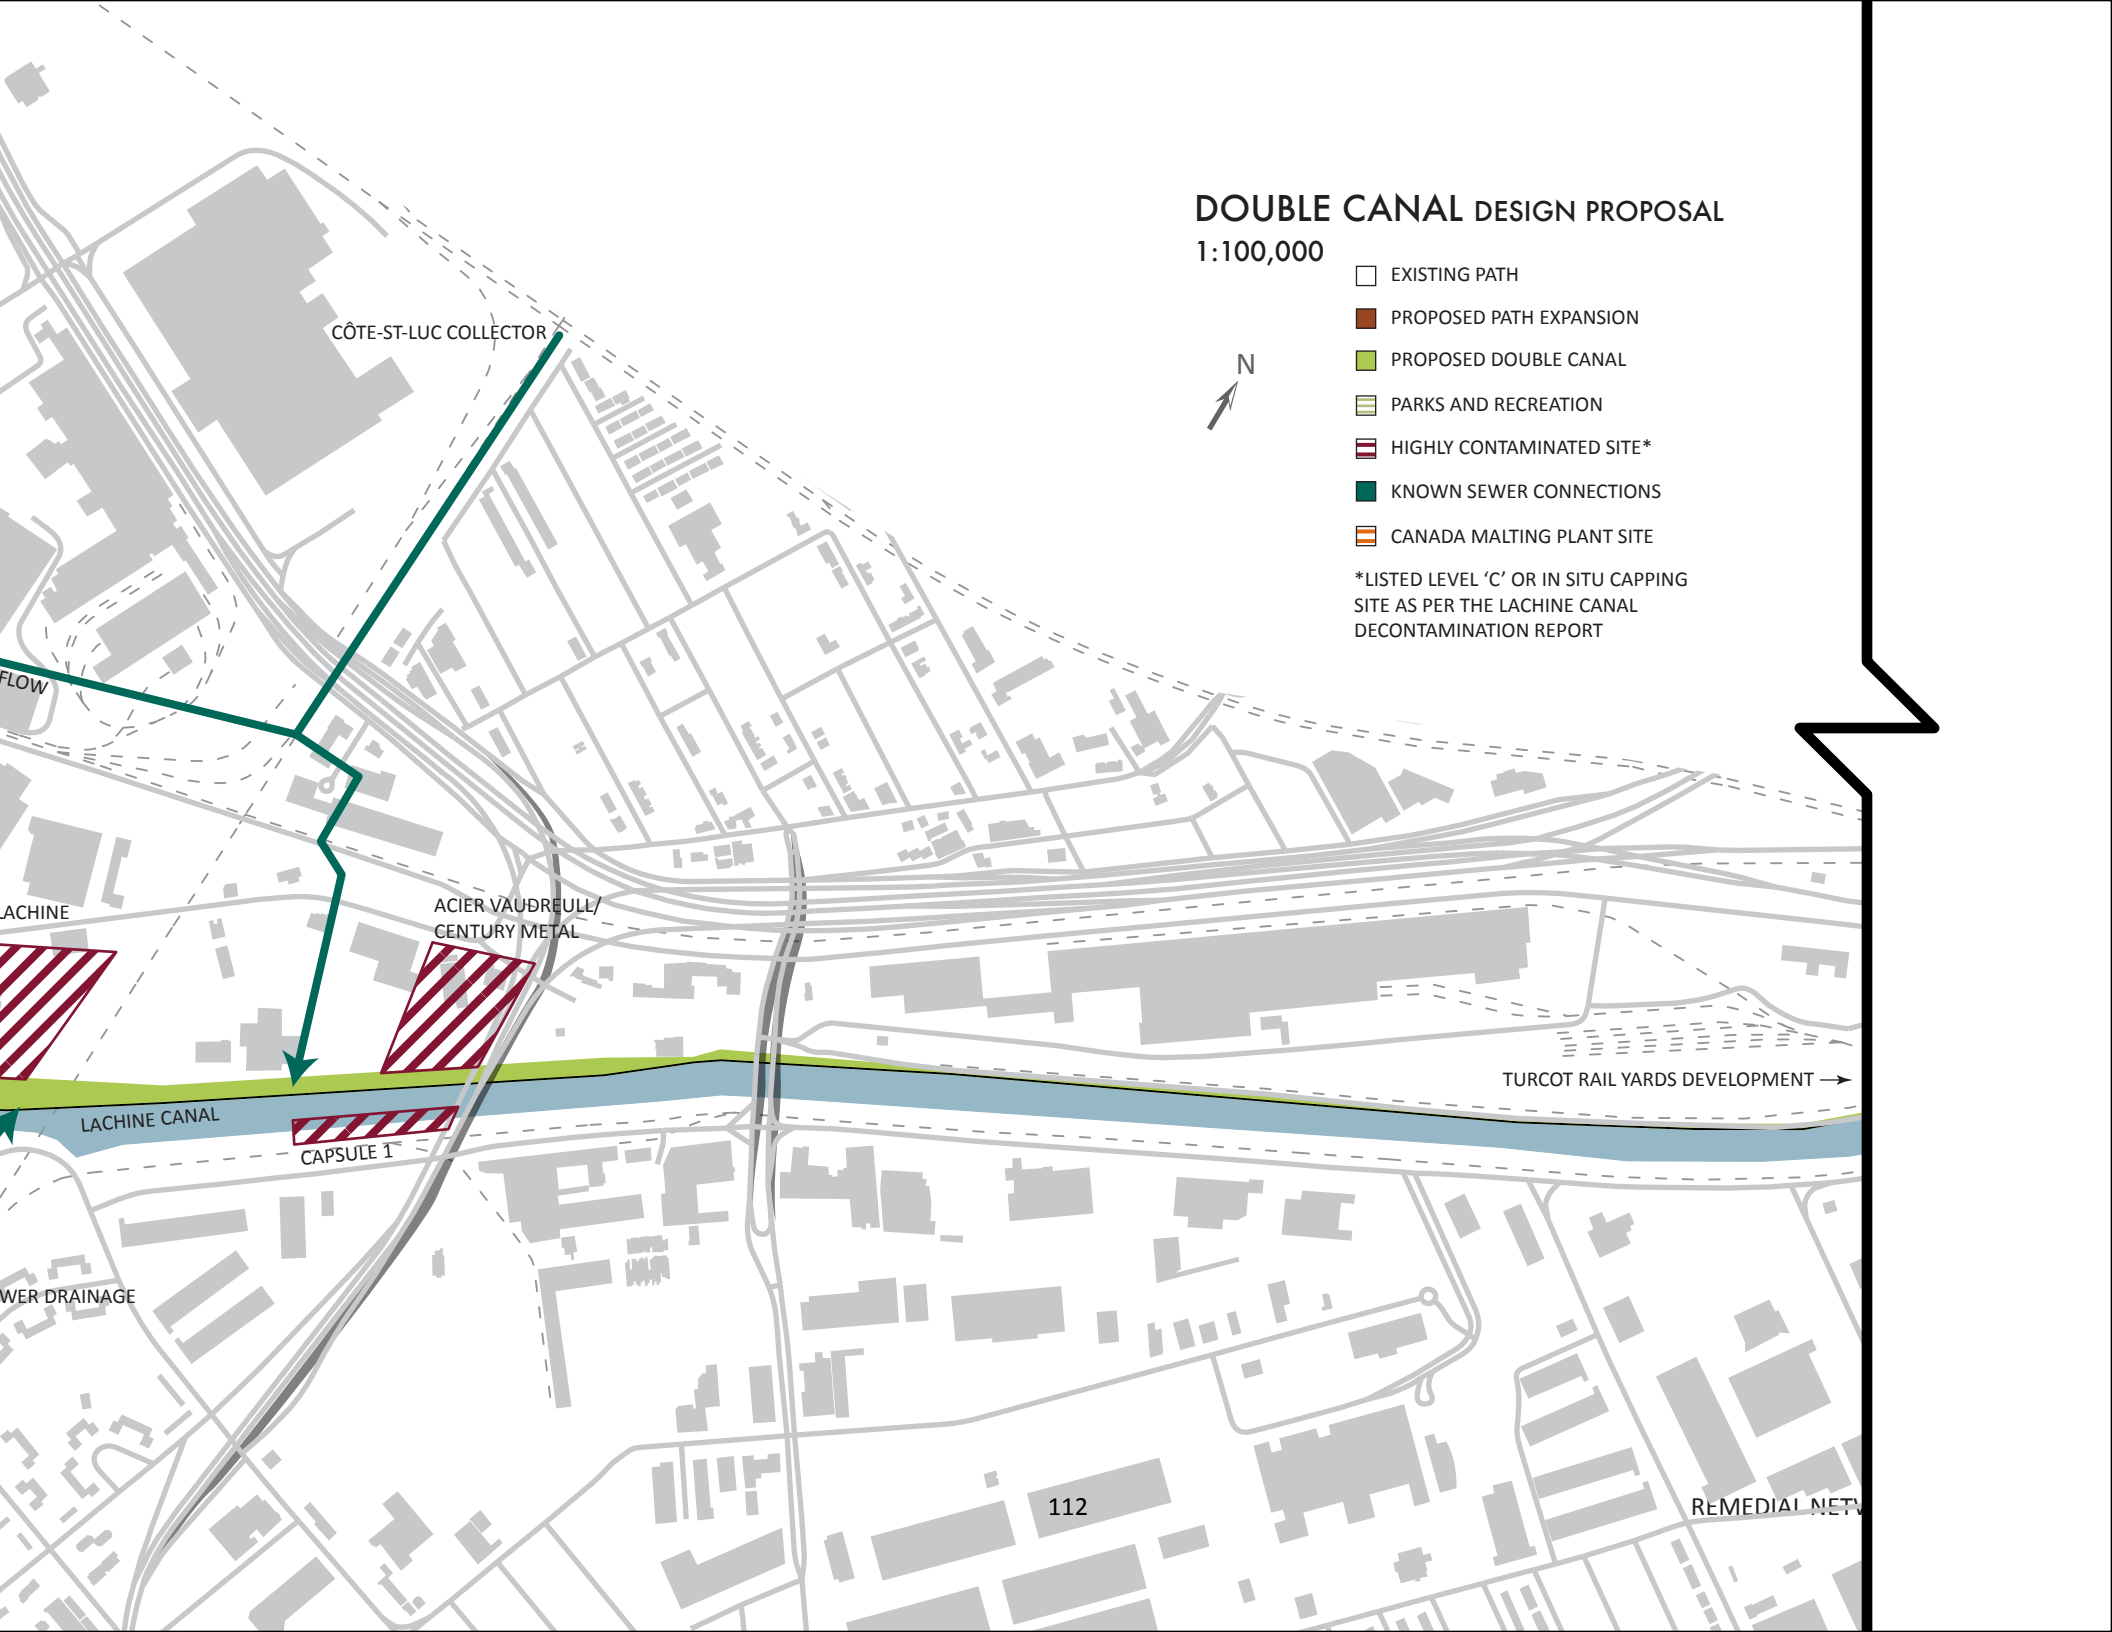 DOUBLE CANAL DESIGN PROPOSAL
1:100,000
EXISTING PATH
PROPOSED PATH EXPANSION
N
PROPOSED DOUBLE CANAL
PARKS AND RECREATION
HIGHLY CONTAMINATED SITE*
KNOWN SEWER CONNECTIONS
CANADA MALTING PLANT SITE
*LISTED LEVEL ‘C’ OR IN SITU CAPPING
SITE AS PER THE LACHINE CANAL
DECONTAMINATION REPORT
CÔTE-ST-LUC COLLECTOR
FLOW
LACHINE
ACIER VAUDREULL/
CENTURY METAL
TURCOT RAIL YARDS DEVELOPMENT
LACHINE CANAL
CAPSULE 1
WER DRAINAGE
112
REMEDIAL NETW